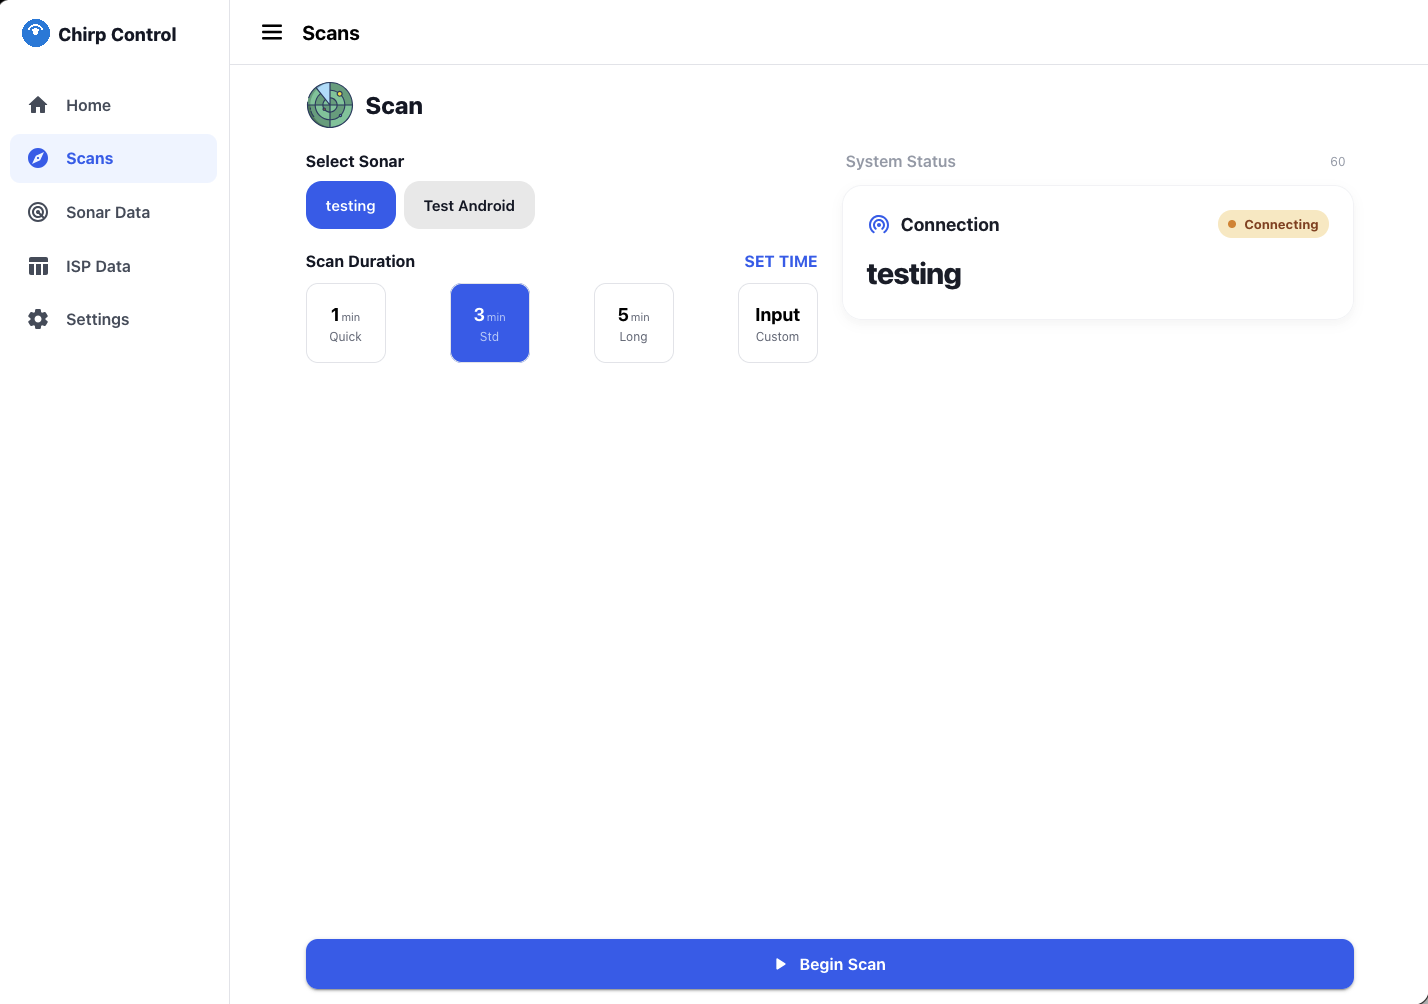 Chirp Control
Home
Scans
Sonar Data
ISP Data
Settings
Scans
Scan
Select Sonar
testing
Test Android
Scan Duration
SET TIME
1 min
Quick
3 min
Std
5 min
Long
Input
Custom
System Status
60
Connection
Connecting
testing
Begin Scan